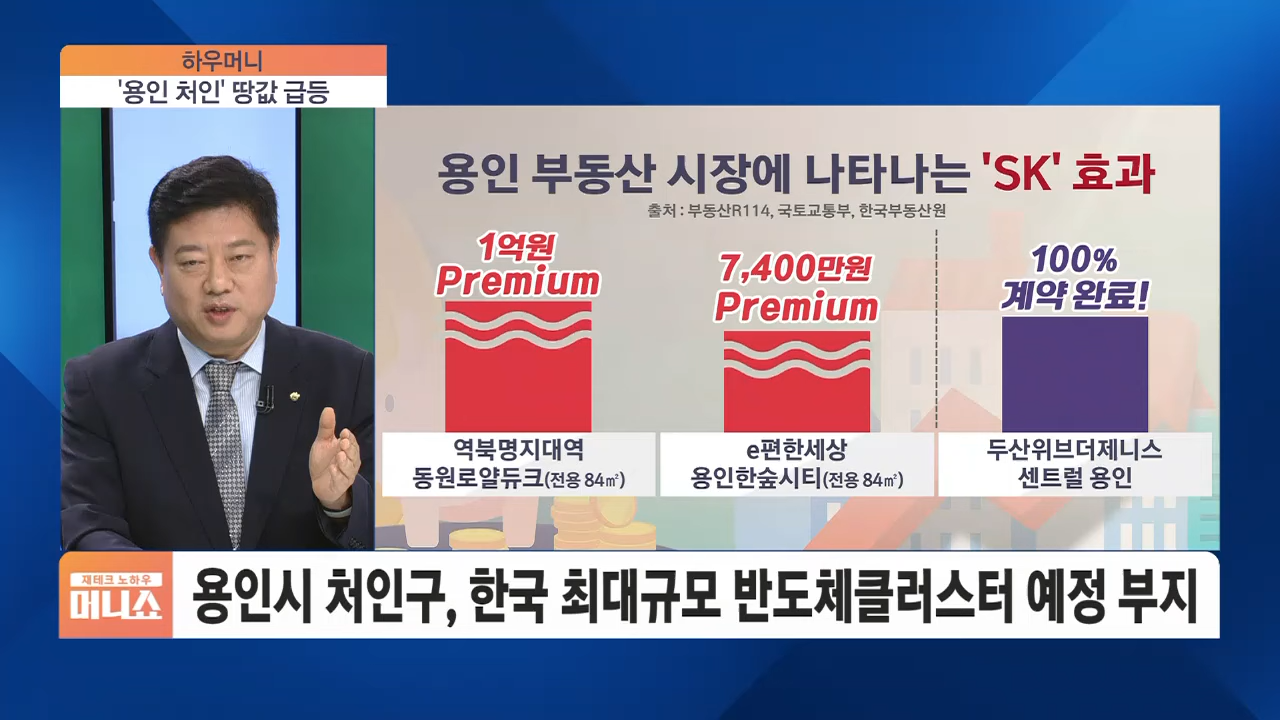 하우머니
'용인 처인' 땅값 급등
용인 부동산 시장에 나타나는 'SK' 효과
출처 : 부동산R114, 국토교통부, 한국부동산원
1억원
Premium
7,400만원
Premium
100%
계약 완료!
역북명지대역
동원로얄듀크(전용 84㎡)
e편한세상
용인한숲시티(전용 84㎡)
두산위브더제니스
센트럴 용인
재테크 노하우
머니쇼
용인시 처인구, 한국 최대규모 반도체클러스터 예정 부지